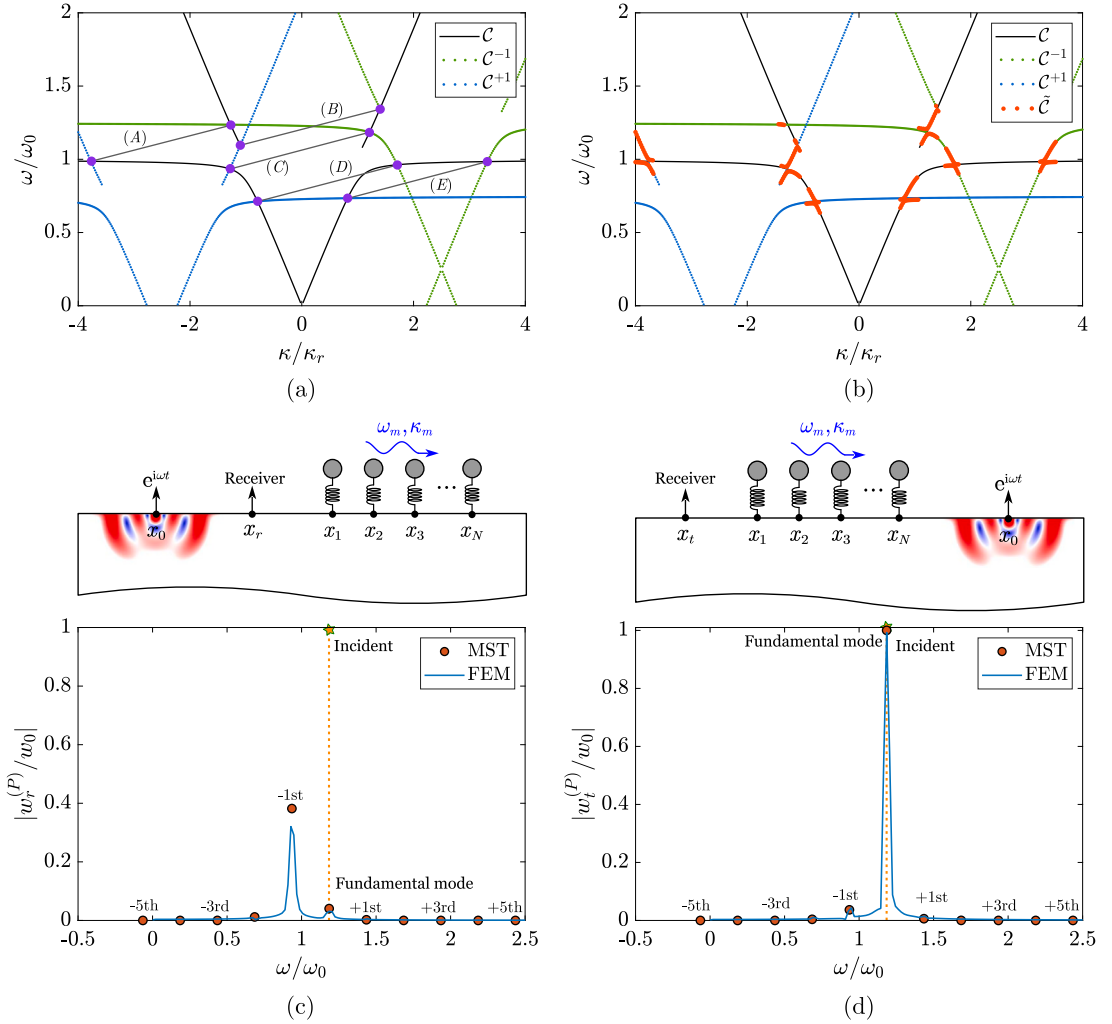 2
1.5
1
0.5
0
ω/ω₀
(A)
(B)
(C)
(D)
(E)
𝒞
𝒞⁻¹
𝒞⁺¹
-4
-2
0
2
4
κ/κᵣ
(a)
2
1.5
1
0.5
0
ω/ω₀
𝒞
𝒞⁻¹
𝒞⁺¹
𝒞̃
-4
-2
0
2
4
κ/κᵣ
(b)
ωₘ, κₘ
e^{iωt}
Receiver
...
x₀
xᵣ
x₁
x₂
x₃
x_N
ωₘ, κₘ
Receiver
...
e^{iωt}
xₜ
x₁
x₂
x₃
x_N
x₀
1
0.8
0.6
0.4
0.2
0
|wᵣ^{(P)}/w₀|
Incident
MST
FEM
-1st
Fundamental mode
-5th
-3rd
+1st
+3rd
+5th
-0.5
0
0.5
1
1.5
2
2.5
ω/ω₀
(c)
1
0.8
0.6
0.4
0.2
0
|wₜ^{(P)}/w₀|
Fundamental mode
Incident
MST
FEM
-5th
-3rd
-1st
+1st
+3rd
+5th
-0.5
0
0.5
1
1.5
2
2.5
ω/ω₀
(d)